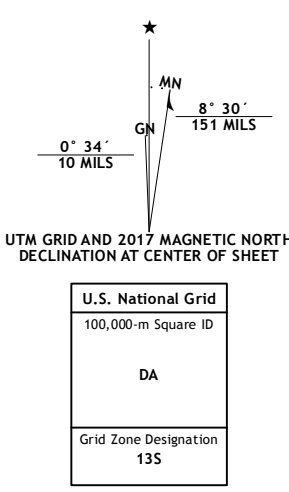 ★
MN
8° 30´
151 MILS
GN
0° 34´
10 MILS
UTM GRID AND 2017 MAGNETIC NORTH
DECLINATION AT CENTER OF SHEET
U.S. National Grid
100,000-m Square ID
DA
Grid Zone Designation
13S